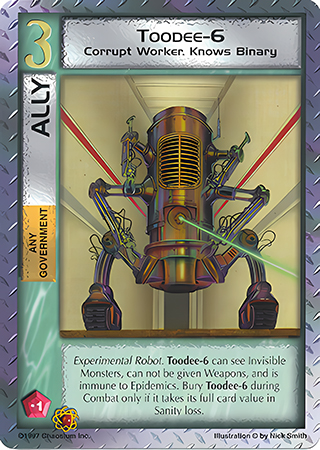 3
Toodee-6
Corrupt Worker. Knows Binary
ALLY
ANY
GOVERNMENT
Experimental Robot. Toodee-6 can see Invisible
Monsters, can not be given Weapons, and
is immune to Epidemics. Bury Toodee-6 during
Combat only if it takes its full card value in
Sanity loss.
-1
©1997 Chaosium Inc.
Illustration © by Nick Smith